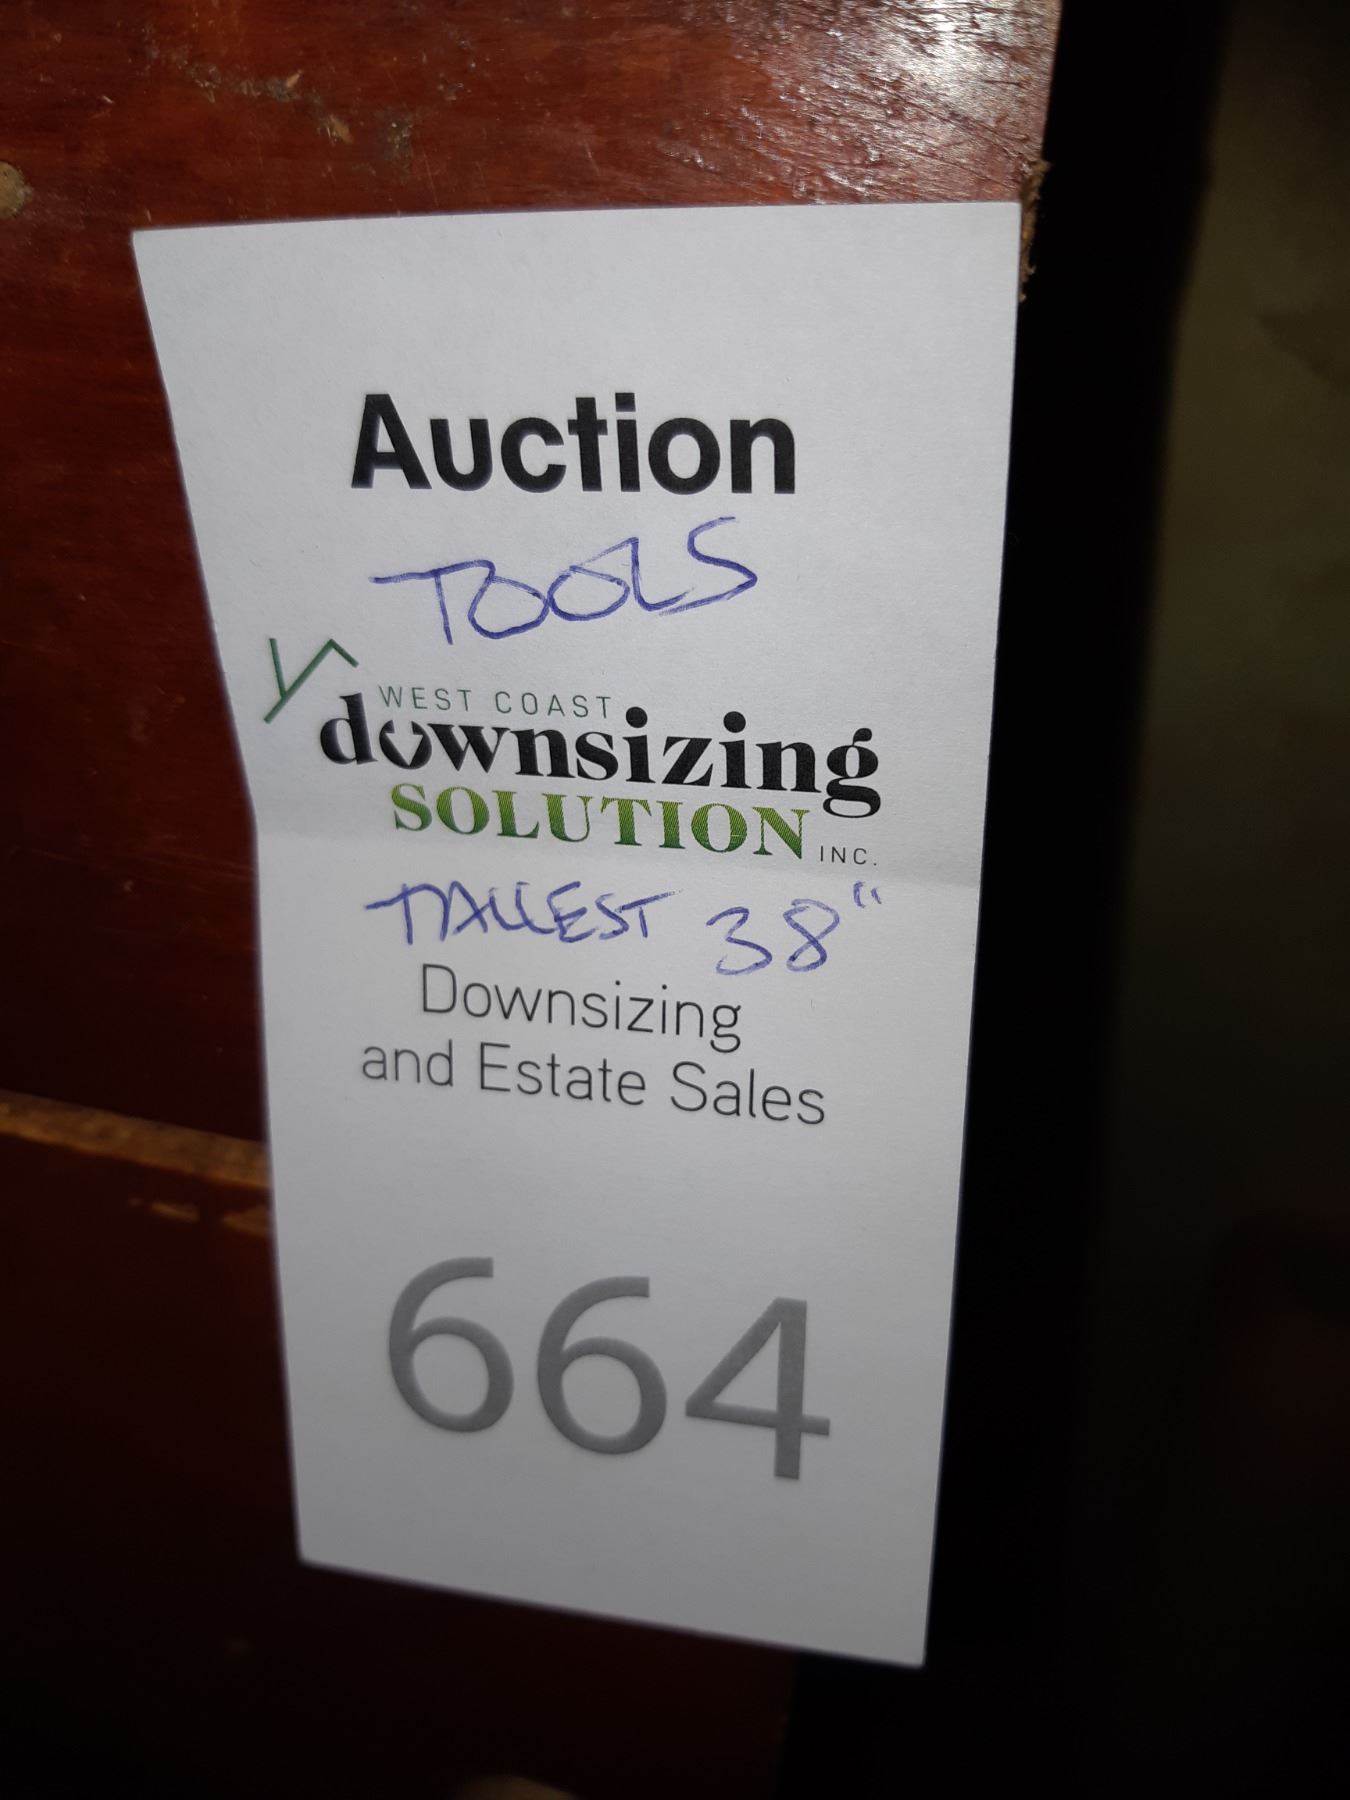 Auction
TOOLS
WEST COAST
downsizing
SOLUTION INC.
TALLEST 38"
Downsizing
and Estate Sales
664